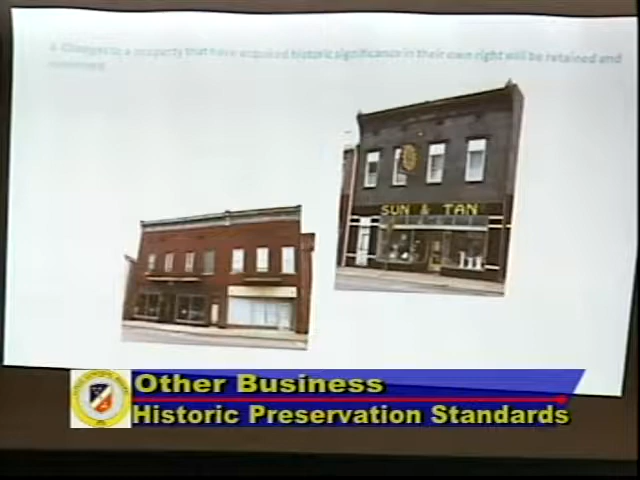 4. Changes to a property that have acquired historic significance in their own right will be retained and
preserved.
SUN & TAN
Other Business
Historic Preservation Standards